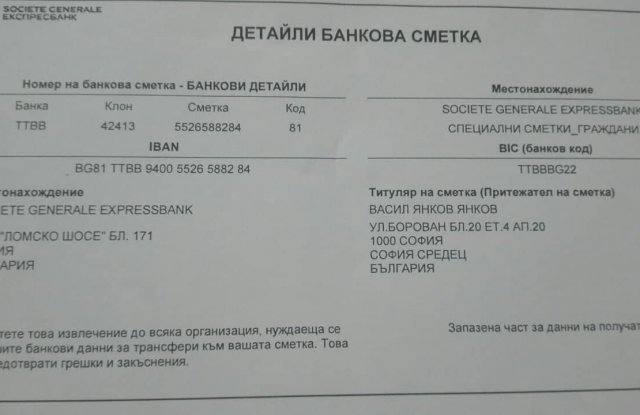 SOCIETE GENERALE
ЕКСПРЕСБАНК
ДЕТАЙЛИ БАНКОВА СМЕТКА
Номер на банкова сметка - БАНКОВИ ДЕТАЙЛИ
Банка Клон Сметка Код
TTBB 42413 5526588284 81
IBAN
BG81 TTBB 9400 5526 5882 84
Местонахождение
SOCIETE GENERALE EXPRESSBANK
СПЕЦИАЛНИ СМЕТКИ_ГРАЖДАНИ
BIC (банков код)
TTBBBG22
тонахождение
IETE GENERALE EXPRESSBANK
"ЛОМСКО ШОСЕ" БЛ. 171
ИЯ
ГАРИЯ
Титуляр на сметка (Притежател на сметка)
ВАСИЛ ЯНКОВ ЯНКОВ
УЛ.БОРОВАН БЛ.20 ЕТ.4 АП.20
1000 СОФИЯ
СОФИЯ СРЕДЕЦ
БЪЛГАРИЯ
тете това извлечение до всяка организация, нуждаеща се
ите банкови данни за трансфери към вашата сметка. Това
едотврати грешки и закъснения.
Запазена част за данни на получат